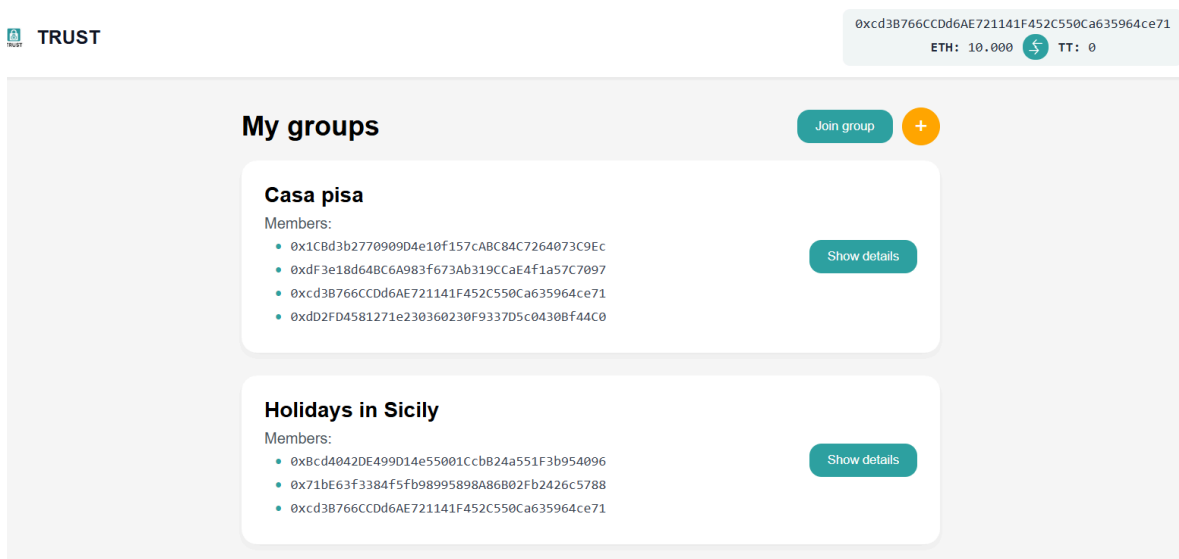 TRUST
TRUST
0xcd3B766CCDd6AE721141F452C550Ca635964ce71
ETH: 10.000 TT: 0
My groups
Join group
+
Casa pisa
Members:
0x1CBd3b2770909D4e10f157cABC84C7264073C9Ec
0xdF3e18d64BC6A983f673Ab319CCaE4f1a57C7097
0xcd3B766CCDd6AE721141F452C550Ca635964ce71
0xdD2FD4581271e230360230F9337D5c0430Bf44C0
Show details
Holidays in Sicily
Members:
0xBcd4042DE499D14e55001CcbB24a551F3b954096
0x71bE63f3384f5fb98995898A86B02Fb2426c5788
0xcd3B766CCDd6AE721141F452C550Ca635964ce71
Show details